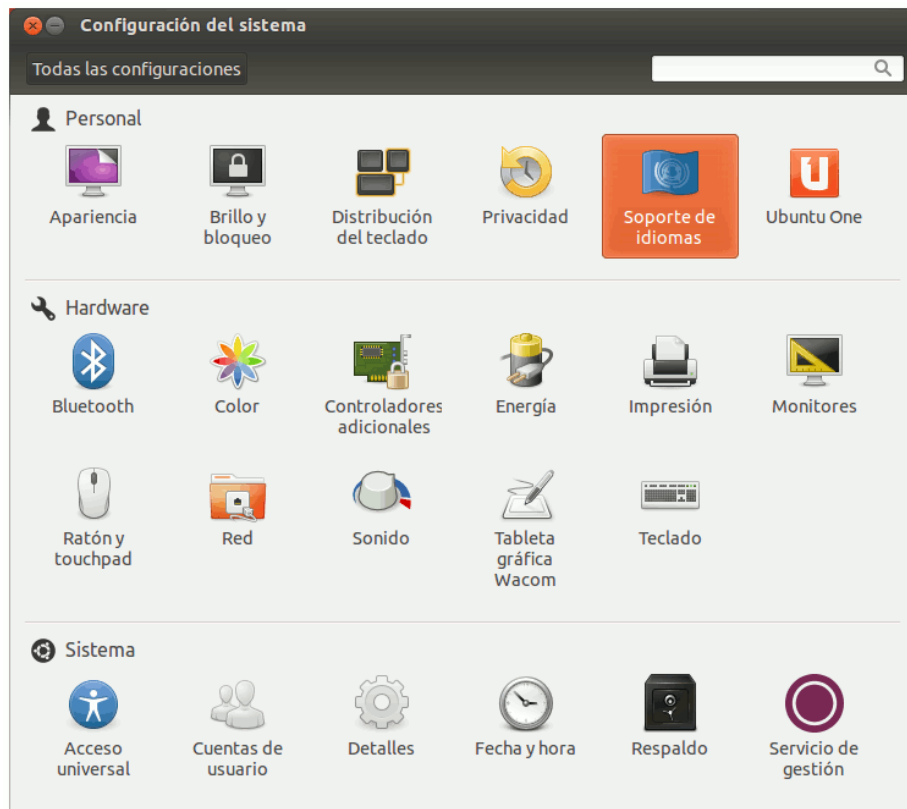 Configuración del sistema
Todas las configuraciones
Personal
Apariencia
Brillo y
bloqueo
Distribución
del teclado
Privacidad
Soporte de
idiomas
Ubuntu One
Hardware
Bluetooth
Color
Controladores
adicionales
Energía
Impresión
Monitores
Ratón y
touchpad
Red
Sonido
Tableta
gráfica
Wacom
Teclado
Sistema
Acceso
universal
Cuentas de
usuario
Detalles
Fecha y hora
Respaldo
Servicio de
gestión